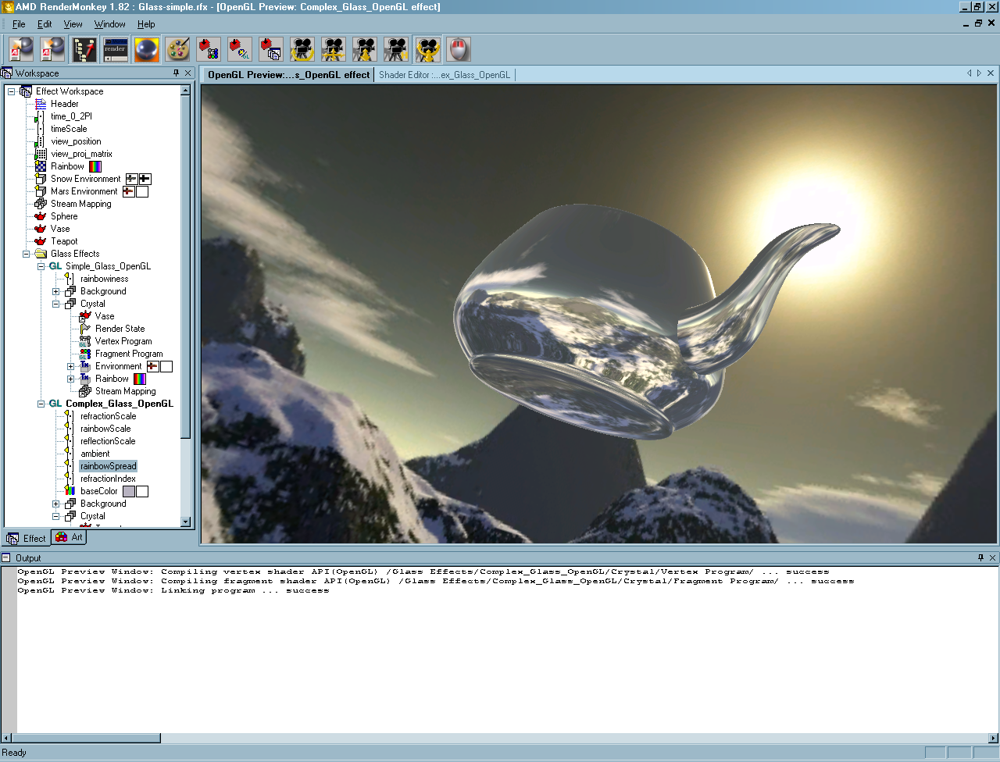 AMD RenderMonkey 1.82 : Glass-simple.rfx - [OpenGL Preview: Complex_Glass_OpenGL effect]
File Edit View Window Help
render
Workspace
OpenGL Preview:...s_OpenGL effect
Shader Editor :...ex_Glass_OpenGL
Effect Workspace
Header
time_0_2PI
timeScale
view_position
view_proj_matrix
Rainbow
Snow Environment
Mars Environment
Stream Mapping
Sphere
Vase
Teapot
Glass Effects
GL Simple_Glass_OpenGL
rainbowiness
Background
Crystal
Vase
Render State
Vertex Program
Fragment Program
Environment
Rainbow
Stream Mapping
GL Complex_Glass_OpenGL
refractionScale
rainbowScale
reflectionScale
ambient
rainbowSpread
refractionIndex
baseColor
Background
Crystal
Effect Art
Output
OpenGL Preview Window: Compiling vertex shader API(OpenGL) /Glass Effects/Complex_Glass_OpenGL/Crystal/Vertex Program/ ... success
OpenGL Preview Window: Compiling fragment shader API(OpenGL) /Glass Effects/Complex_Glass_OpenGL/Crystal/Fragment Program/ ... success
OpenGL Preview Window: Linking program ... success
Ready